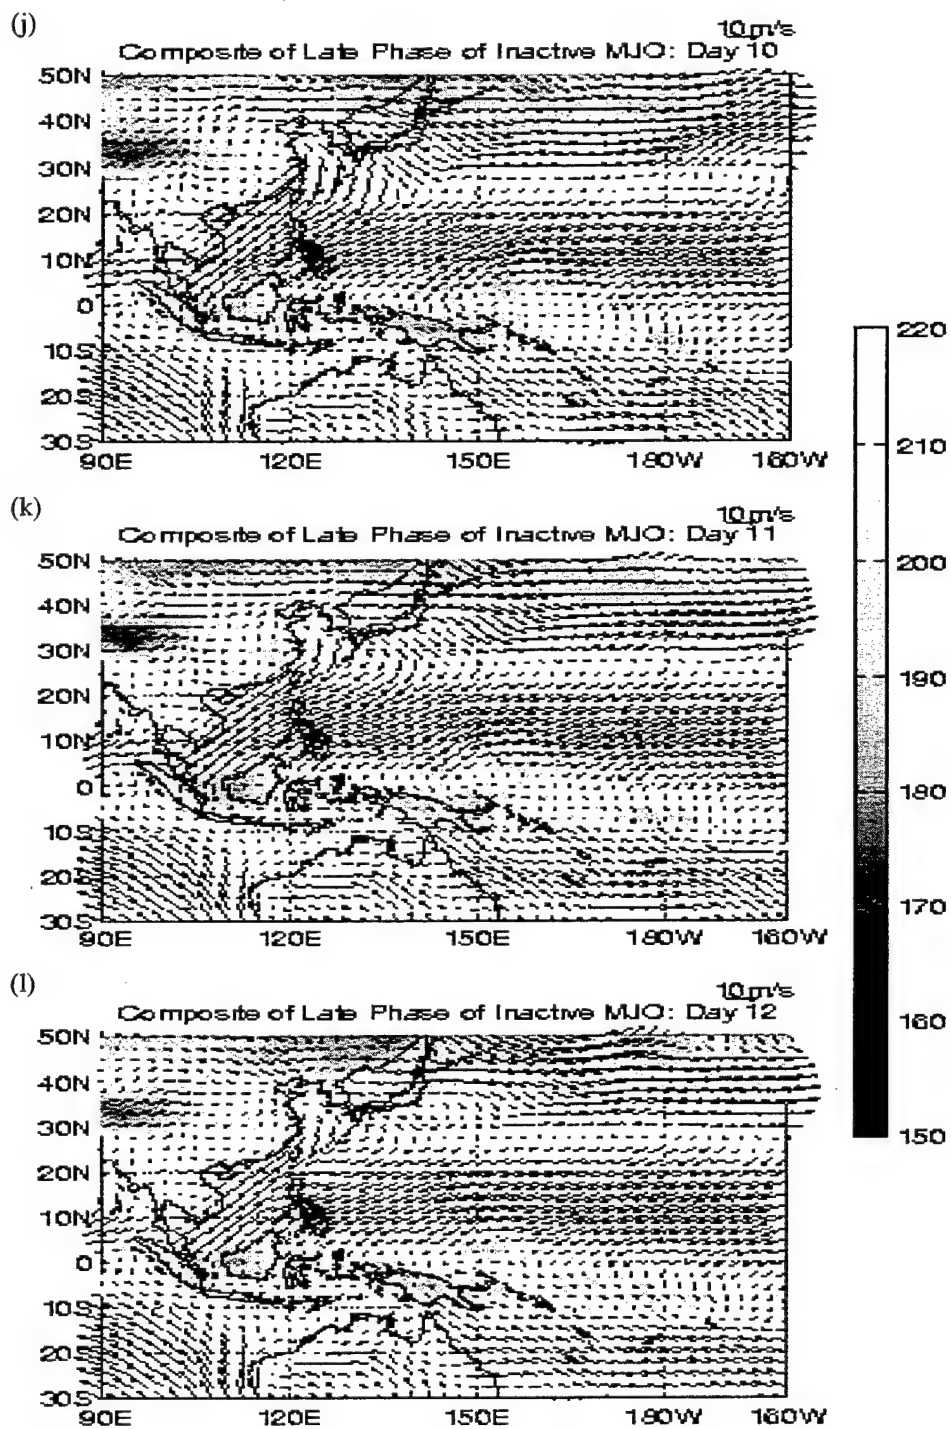 (j)
10 m/s
Composite of Late Phase of Inactive MJO: Day 10
50N
40N
30N
20N
10N
0
10S
20S
30S
90E 120E 150E 180W 160W
(k)
10 m/s
Composite of Late Phase of Inactive MJO: Day 11
50N
40N
30N
20N
10N
0
10S
20S
30S
90E 120E 150E 180W 160W
(l)
10 m/s
Composite of Late Phase of Inactive MJO: Day 12
50N
40N
30N
20N
10N
0
10S
20S
30S
90E 120E 150E 180W 160W
220
210
200
190
180
170
160
150